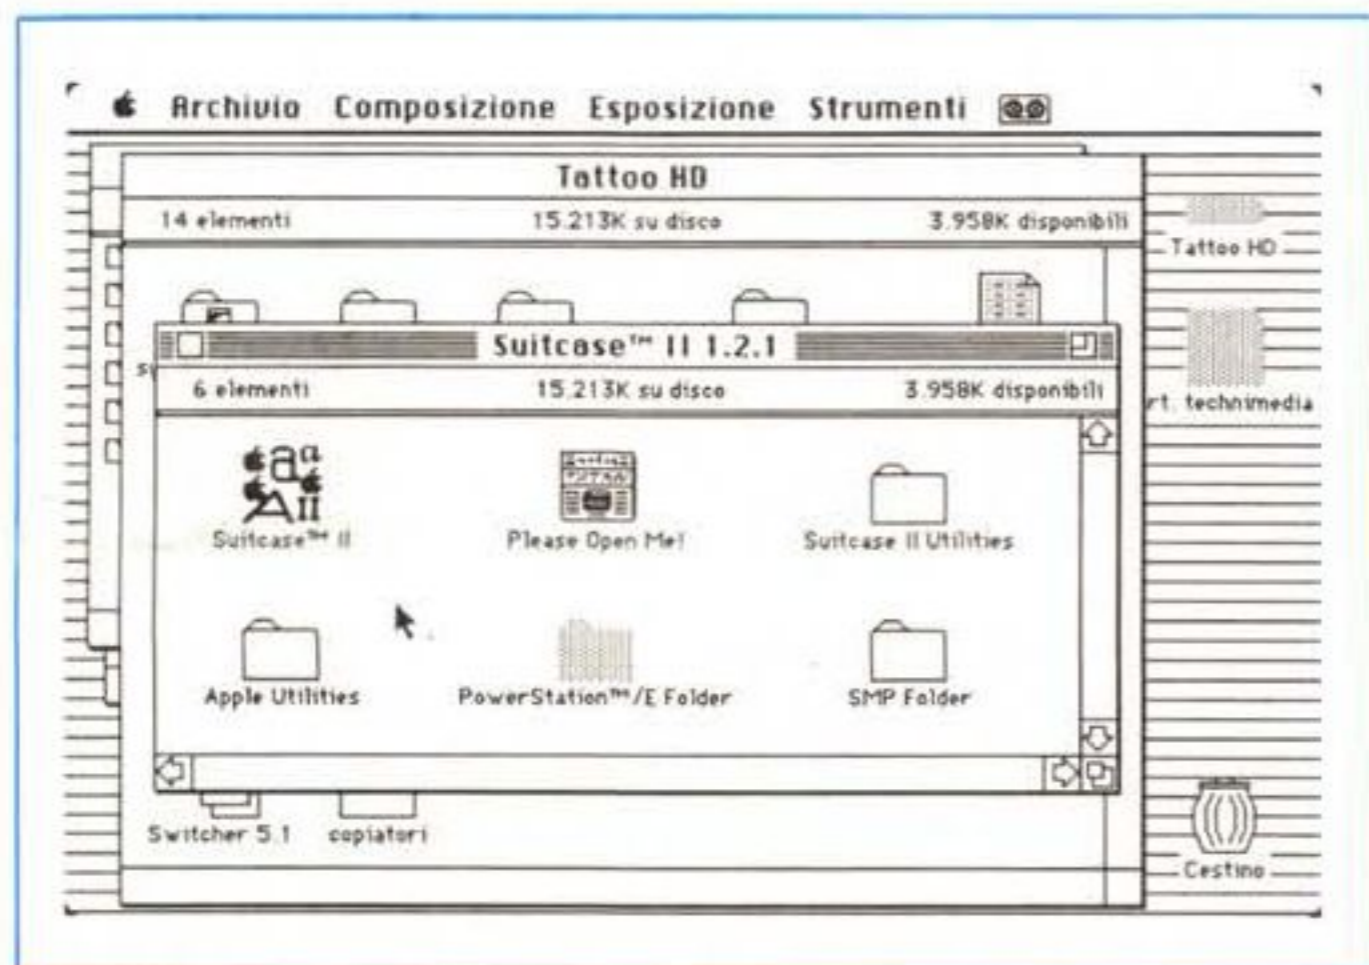 Archivio Composizione Esposizione Strumenti
Tattoo HD
14 elementi 15.213K su disco 3.958K disponibili
Tattoo HD
Suitcase™ II 1.2.1
6 elementi 15.213K su disco 3.958K disponibili
rt. technimedia
Suitcase™ II Please Open Me! Suitcase II Utilities
Apple Utilities PowerStation™/E Folder SMP Folder
Switcher 5.1 copiatori
Cestino